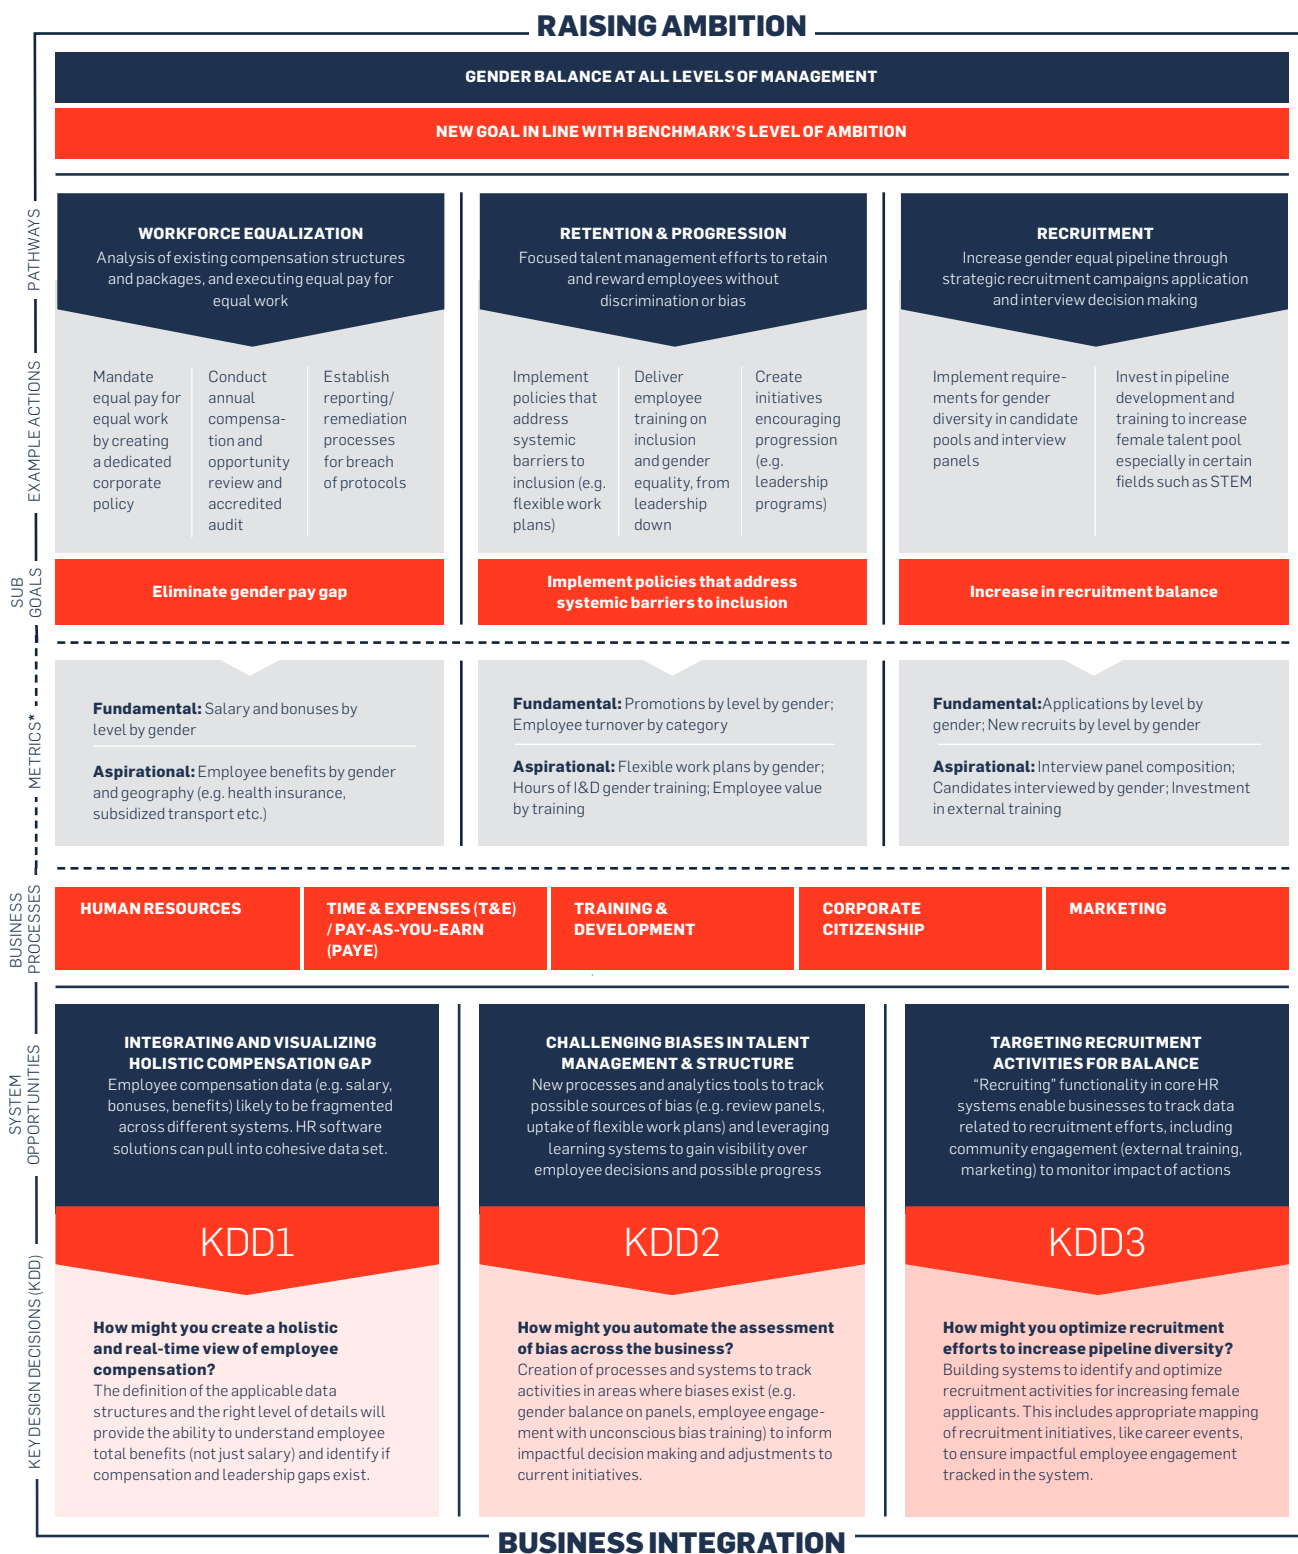 RAISING AMBITION
GENDER BALANCE AT ALL LEVELS OF MANAGEMENT
NEW GOAL IN LINE WITH BENCHMARK'S LEVEL OF AMBITION
PATHWAYS
WORKFORCE EQUALIZATION
Analysis of existing compensation structures
and packages, and executing equal pay for
equal work
RETENTION & PROGRESSION
Focused talent management efforts to retain
and reward employees without
discrimination or bias
RECRUITMENT
Increase gender equal pipeline through
strategic recruitment campaigns application
and interview decision making
EXAMPLE ACTIONS
Mandate
equal pay for
equal work
by creating
a dedicated
corporate
policy
Conduct
annual
compensa-
tion and
opportunity
review and
accredited
audit
Establish
reporting/
remediation
processes
for breach
of protocols
Implement
policies that
address
systemic
barriers to
inclusion (e.g.
flexible work
plans)
Deliver
employee
training on
inclusion
and gender
equality, from
leadership
down
Create
initiatives
encouraging
progression
(e.g.
leadership
programs)
Implement require-
ments for gender
diversity in candidate
pools and interview
panels
Invest in pipeline
development and
training to increase
female talent pool
especially in certain
fields such as STEM
SUB
GOALS
Eliminate gender pay gap
Implement policies that address
systemic barriers to inclusion
Increase in recruitment balance
METRICS*
Fundamental: Salary and bonuses by
level by gender
Aspirational: Employee benefits by gender
and geography (e.g. health insurance,
subsidized transport etc.)
Fundamental: Promotions by level by gender;
Employee turnover by category
Aspirational: Flexible work plans by gender;
Hours of I&D gender training; Employee value
by training
Fundamental:Applications by level by
gender; New recruits by level by gender
Aspirational: Interview panel composition;
Candidates interviewed by gender; Investment
in external training
BUSINESS
PROCESSES
HUMAN RESOURCES
TIME & EXPENSES (T&E)
/ PAY-AS-YOU-EARN
(PAYE)
TRAINING &
DEVELOPMENT
CORPORATE
CITIZENSHIP
MARKETING
SYSTEM
OPPORTUNITIES
INTEGRATING AND VISUALIZING
HOLISTIC COMPENSATION GAP
Employee compensation data (e.g. salary,
bonuses, benefits) likely to be fragmented
across different systems. HR software
solutions can pull into cohesive data set.
CHALLENGING BIASES IN TALENT
MANAGEMENT & STRUCTURE
New processes and analytics tools to track
possible sources of bias (e.g. review panels,
uptake of flexible work plans) and leveraging
learning systems to gain visibility over
employee decisions and possible progress
TARGETING RECRUITMENT
ACTIVITIES FOR BALANCE
“Recruiting” functionality in core HR
systems enable businesses to track data
related to recruitment efforts, including
community engagement (external training,
marketing) to monitor impact of actions
KEY DESIGN DECISIONS (KDD)
KDD1
How might you create a holistic
and real-time view of employee
compensation?
The definition of the applicable data
structures and the right level of details will
provide the ability to understand employee
total benefits (not just salary) and identify if
compensation and leadership gaps exist.
KDD2
How might you automate the assessment
of bias across the business?
Creation of processes and systems to track
activities in areas where biases exist (e.g.
gender balance on panels, employee engage-
ment with unconscious bias training) to inform
impactful decision making and adjustments to
current initiatives.
KDD3
How might you optimize recruitment
efforts to increase pipeline diversity?
Building systems to identify and optimize
recruitment activities for increasing female
applicants. This includes appropriate mapping
of recruitment initiatives, like career events,
to ensure impactful employee engagement
tracked in the system.
BUSINESS INTEGRATION